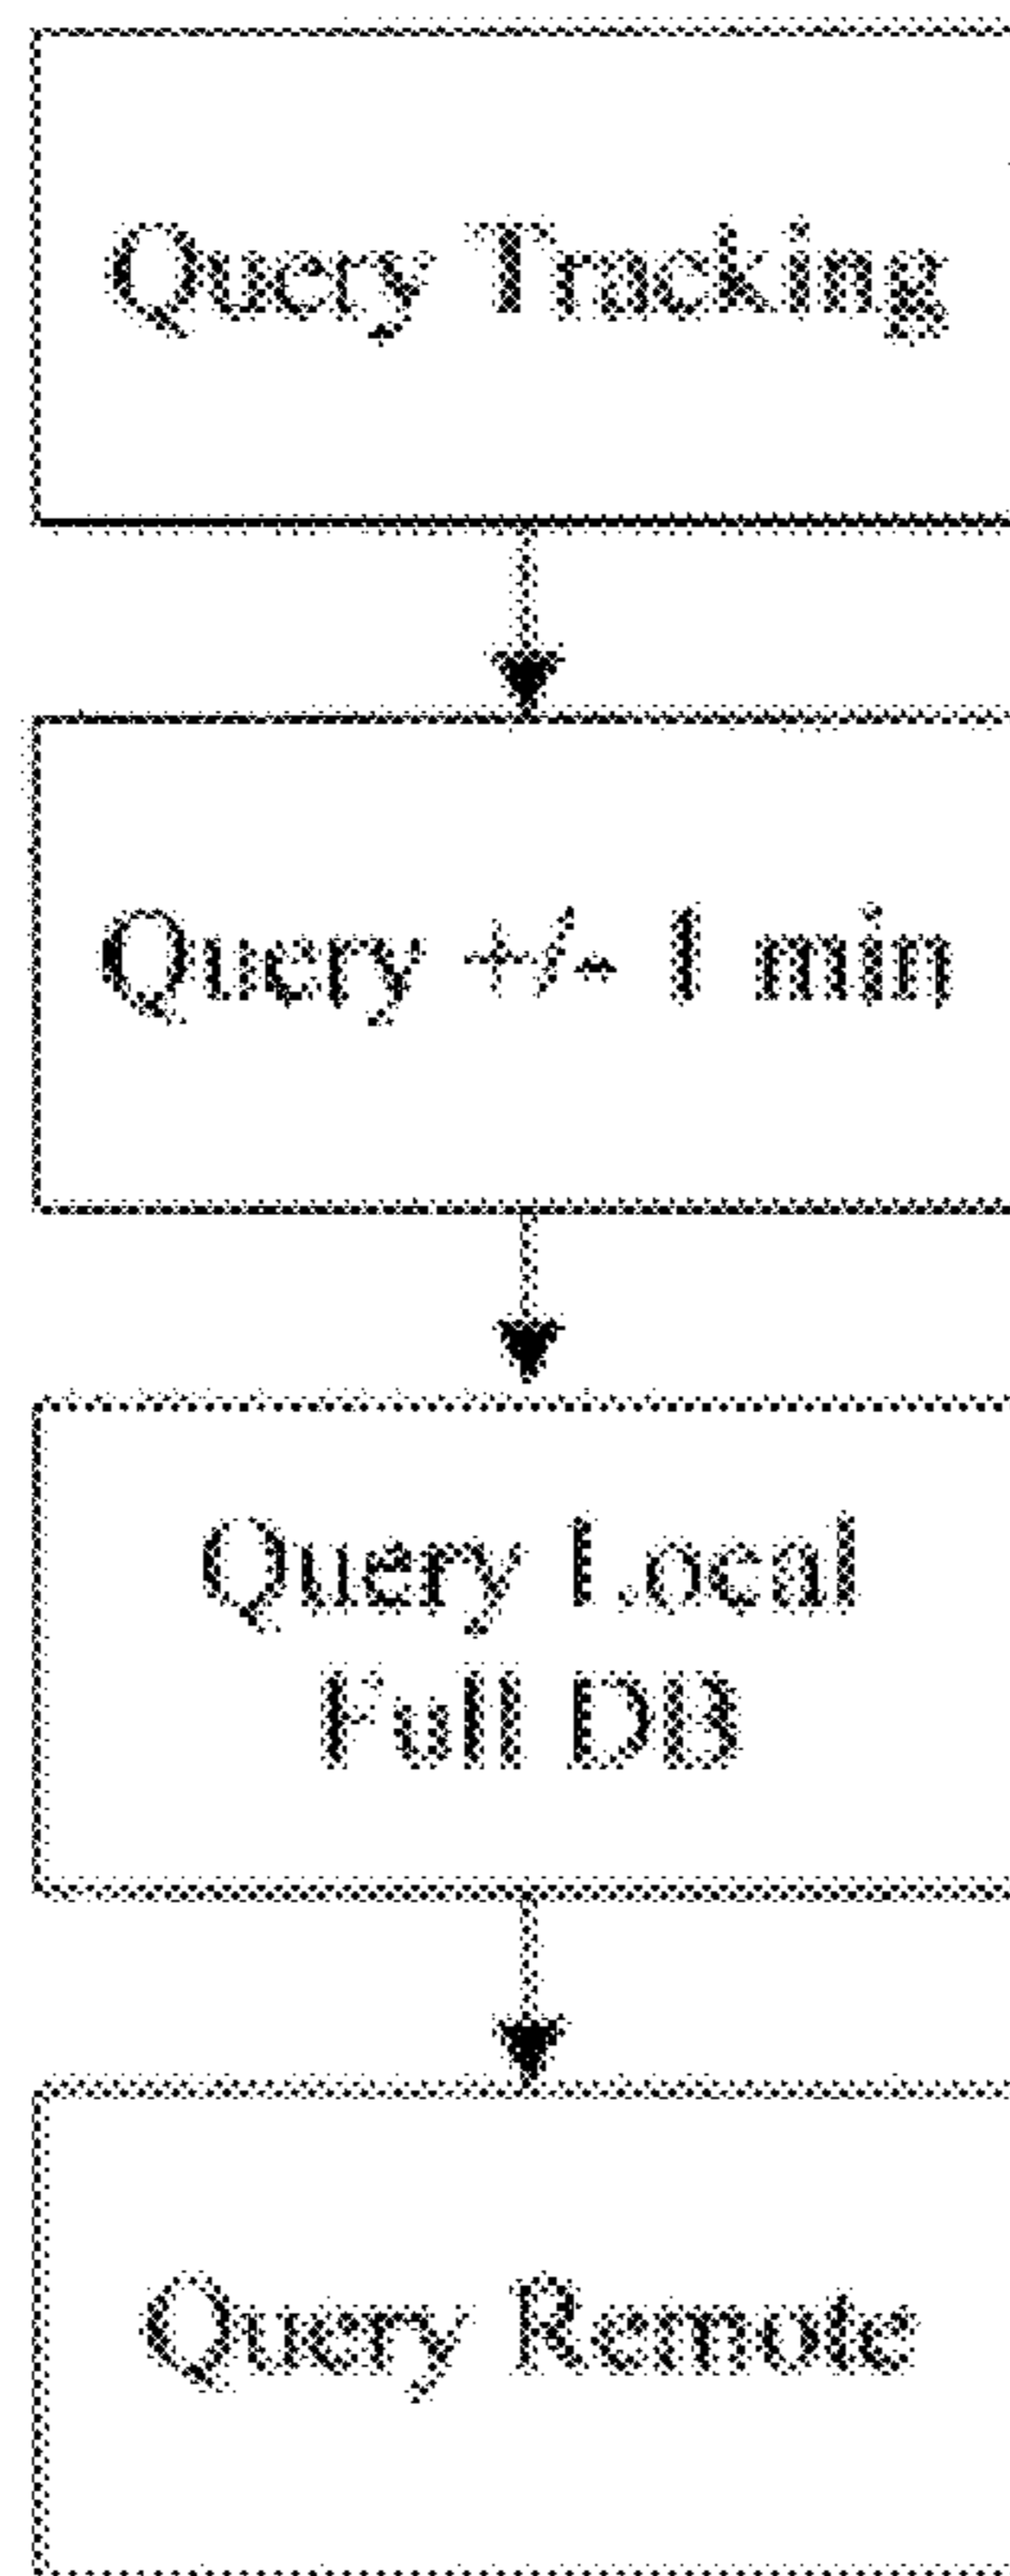 Query Tracking
Query +/- 1 min
Query Local
Full DB
Query Remote